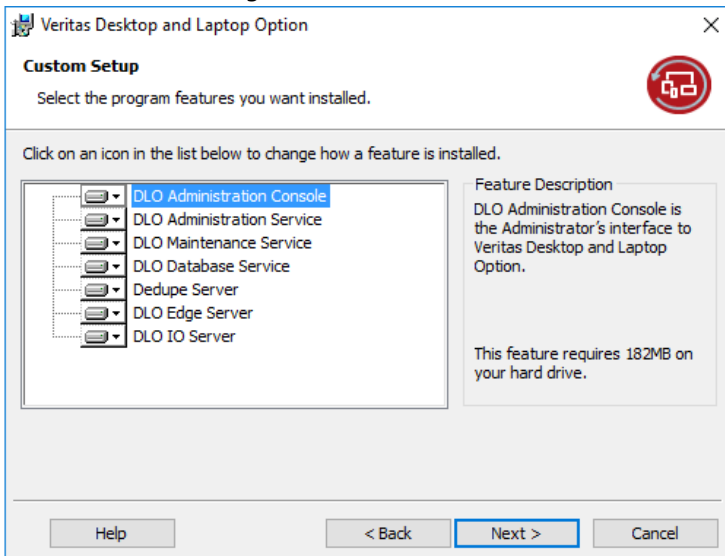 Veritas Desktop and Laptop Option
Custom Setup
Select the program features you want installed.
Click on an icon in the list below to change how a feature is installed.
DLO Administration Console
DLO Administration Service
DLO Maintenance Service
DLO Database Service
Dedupe Server
DLO Edge Server
DLO IO Server
Feature Description
DLO Administration Console is
the Administrator's interface to
Veritas Desktop and Laptop
Option.
This feature requires 182MB on
your hard drive.
Help
< Back
Next >
Cancel